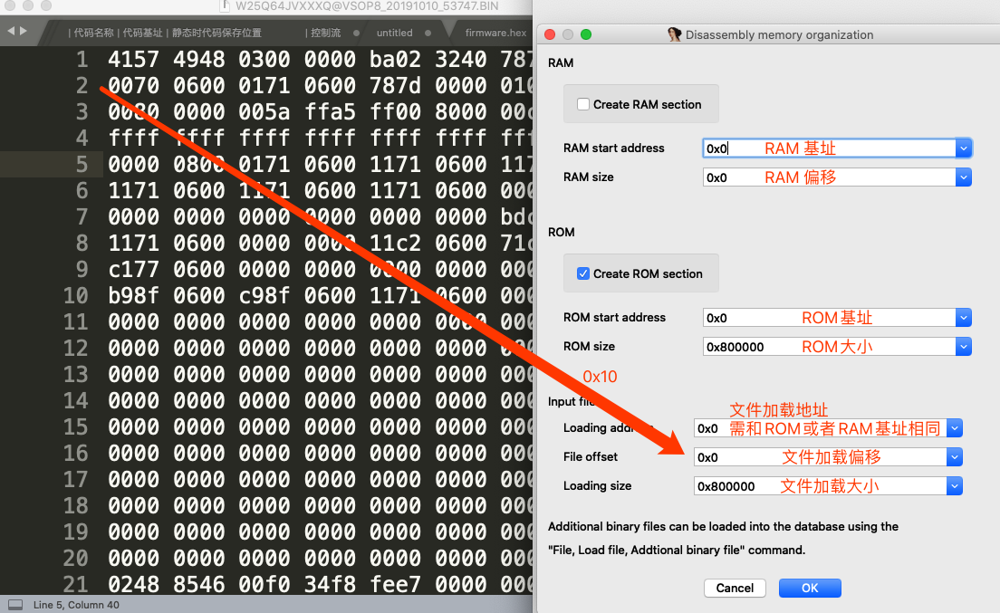 W25Q64JVXXXQ@VSOP8_20191010_53747.BIN
| 代码名称 | 代码基址 | 静态时代码保存位置 | 控制流
untitled
firmware.hex
1 4157 4948 0300 0000 ba02 3240 787
2 0070 0600 0171 0600 787d 0000 010
3 0080 0000 005a ffa5 ff00 8000 00
4 ffff ffff ffff ffff ffff ffff fff
5 0000 0800 0171 0600 1171 0600 117
6 1171 0600 1171 0600 1171 0600 000
7 0000 0000 0000 0000 0000 0000 bdc
8 1171 0600 0000 0000 11c2 0600 71c
9 c177 0600 0000 0000 0000 0000 000
10 b98f 0600 c98f 0600 1171 0600 000
11 0000 0000 0000 0000 0000 0000 000
12 0000 0000 0000 0000 0000 0000 000
13 0000 0000 0000 0000 0000 0000 000
14 0000 0000 0000 0000 0000 0000 000
15 0000 0000 0000 0000 0000 0000 000
16 0000 0000 0000 0000 0000 0000 000
17 0000 0000 0000 0000 0000 0000 000
18 0000 0000 0000 0000 0000 0000 000
19 0000 0000 0000 0000 0000 0000 000
20 0000 0000 0000 0000 0000 0000 000
21 0248 8546 00f0 34f8 fee7 0000 000
Line 5, Column 40
Disassembly memory organization
RAM
Create RAM section
RAM start address 0x0 RAM 基址
RAM size 0x0 RAM 偏移
ROM
Create ROM section
ROM start address 0x0 ROM基址
ROM size 0x800000 ROM大小
0x10
Input file
文件加载地址
Loading address 0x0 需和ROM或者RAM基址相同
File offset 0x0 文件加载偏移
Loading size 0x800000 文件加载大小
Additional binary files can be loaded into the database using the
"File, Load file, Addtional binary file" command.
Cancel OK